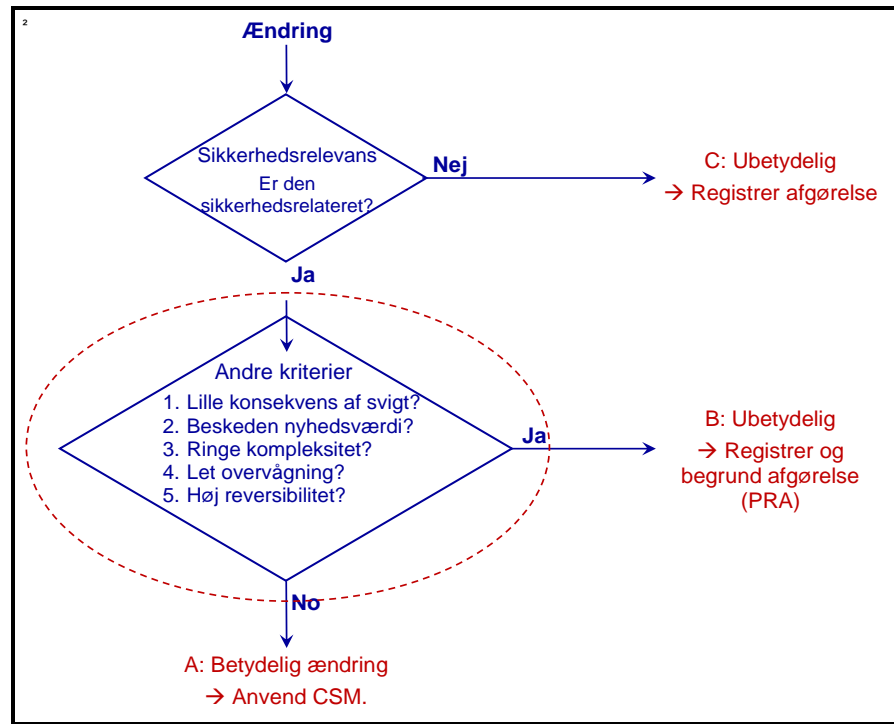 2
Ændring
Sikkerhedsrelevans
Er den
sikkerhedsrelateret?
Nej
C: Ubetydelig
→ Registrer afgørelse
Ja
Andre kriterier
1. Lille konsekvens af svigt?
2. Beskeden nyhedsværdi?
3. Ringe kompleksitet?
4. Let overvågning?
5. Høj reversibilitet?
Ja
B: Ubetydelig
→ Registrer og
begrund afgørelse
(PRA)
No
A: Betydelig ændring
→ Anvend CSM.